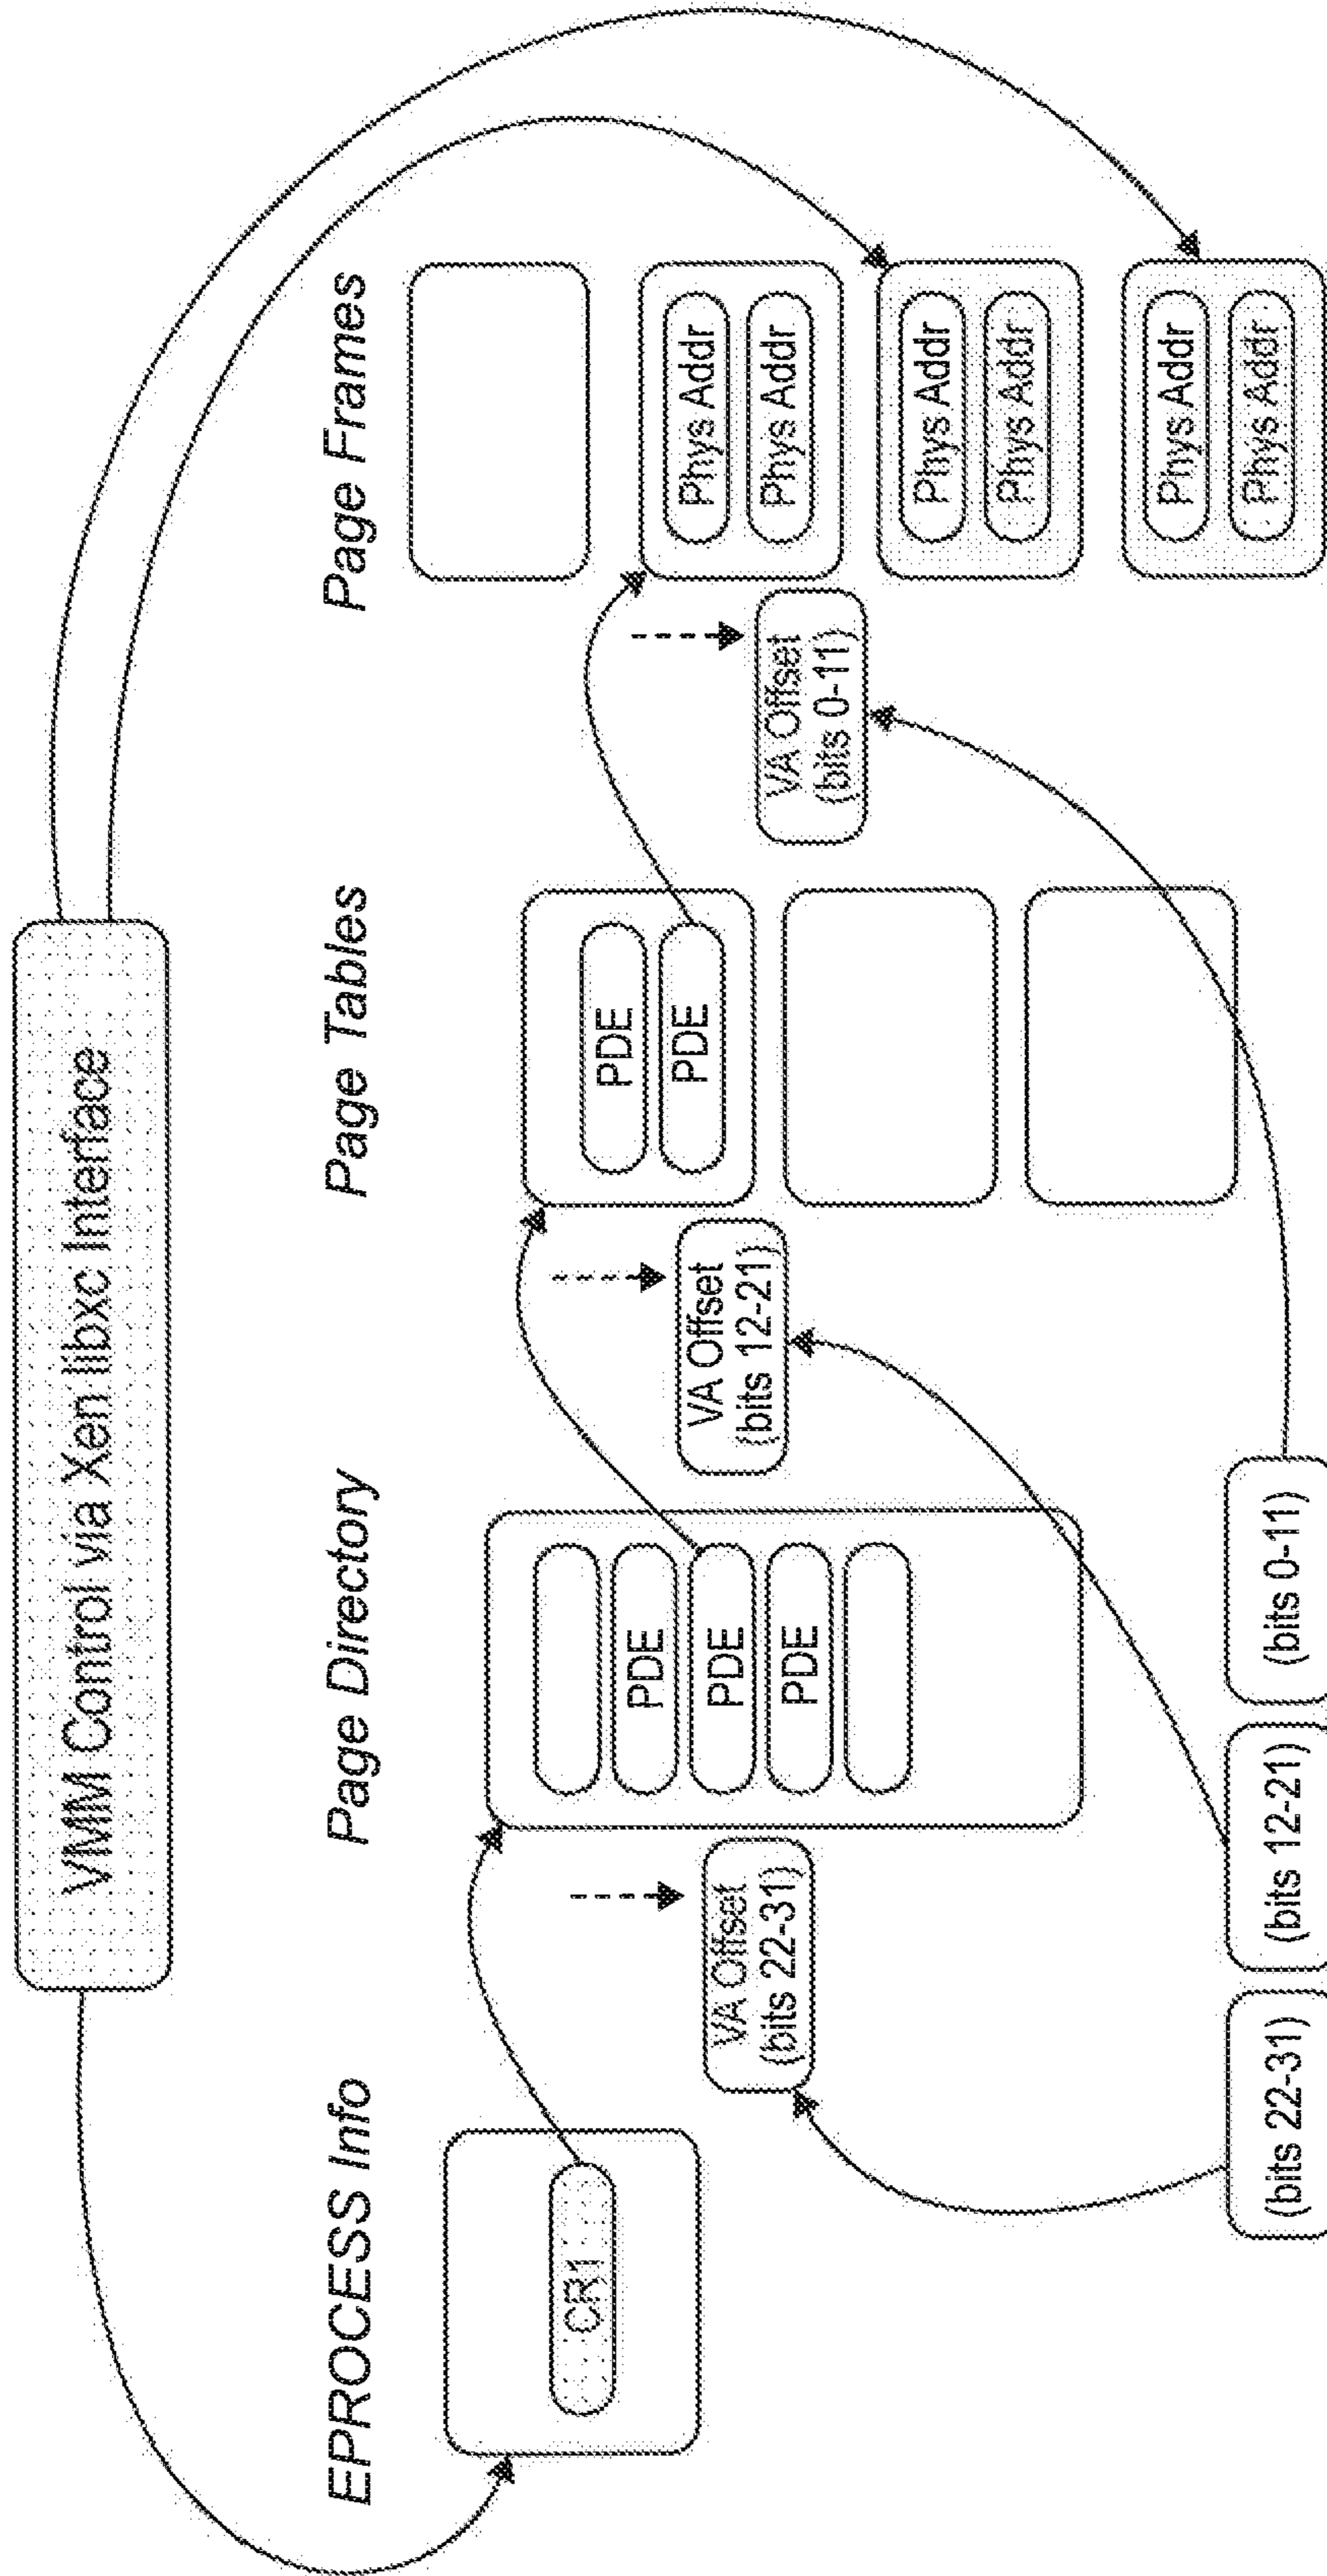 VMM Control via Xen libxc Interface
EPROCESS Info
Page Directory
Page Tables
Page Frames
CR1
VA Offset
(bits 22-31)
PDE
PDE
PDE
VA Offset
(bits 12-21)
PDE
PDE
VA Offset
(bits 0-11)
Phys Addr
Phys Addr
Phys Addr
Phys Addr
Phys Addr
Phys Addr
(bits 22-31)
(bits 12-21)
(bits 0-11)